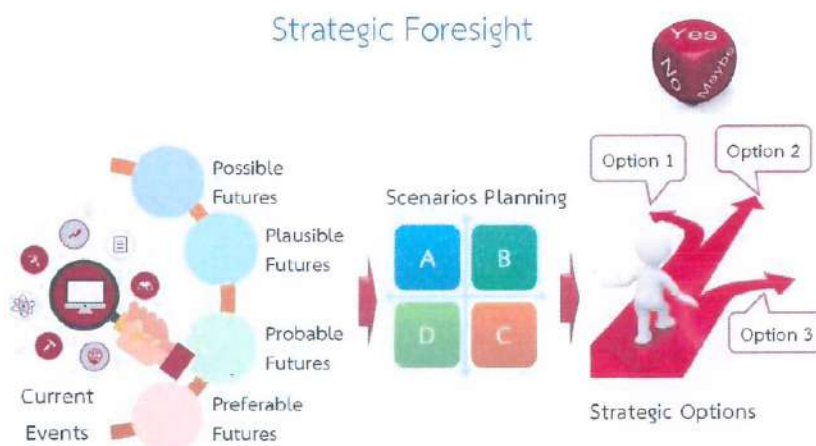 Strategic Foresight
Yes
No
Maybe
Possible
Futures
Plausible
Futures
Probable
Futures
Preferable
Futures
Current
Events
Scenarios Planning
A
B
D
C
Option 1
Option 2
Option 3
Strategic Options